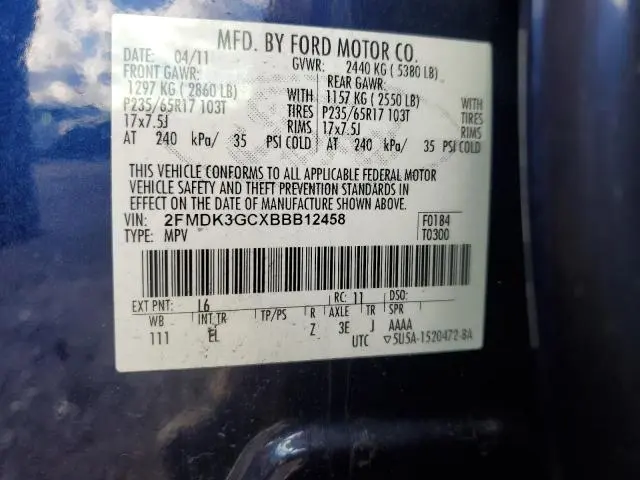 MFD. BY FORD MOTOR CO.
DATE: 04/11 GVWR: 2440 KG ( 5380 LB)
FRONT GAWR: REAR GAWR:
1297 KG ( 2860 LB) WITH 1157 KG ( 2550 LB) WITH
P235/65R17 103T TIRES P235/65R17 103T TIRES
17x7.5J RIMS 17x7.5J RIMS
AT 240 kPa/ 35 PSI COLD AT 240 kPa/ 35 PSI COLD
THIS VEHICLE CONFORMS TO ALL APPLICABLE FEDERAL MOTOR
VEHICLE SAFETY AND THEFT PREVENTION STANDARDS IN
EFFECT ON THE DATE OF MANUFACTURE SHOWN ABOVE.
VIN: 2FMDK3GCXBBB12458 F0184
TYPE: MPV T0300
EXT PNT: L6 RC: 11 DSO:
WB INT TR TP/PS R AXLE TR SPR
111 EL Z 3E J AAAA
UTC ▽5U5A-1520472-BA